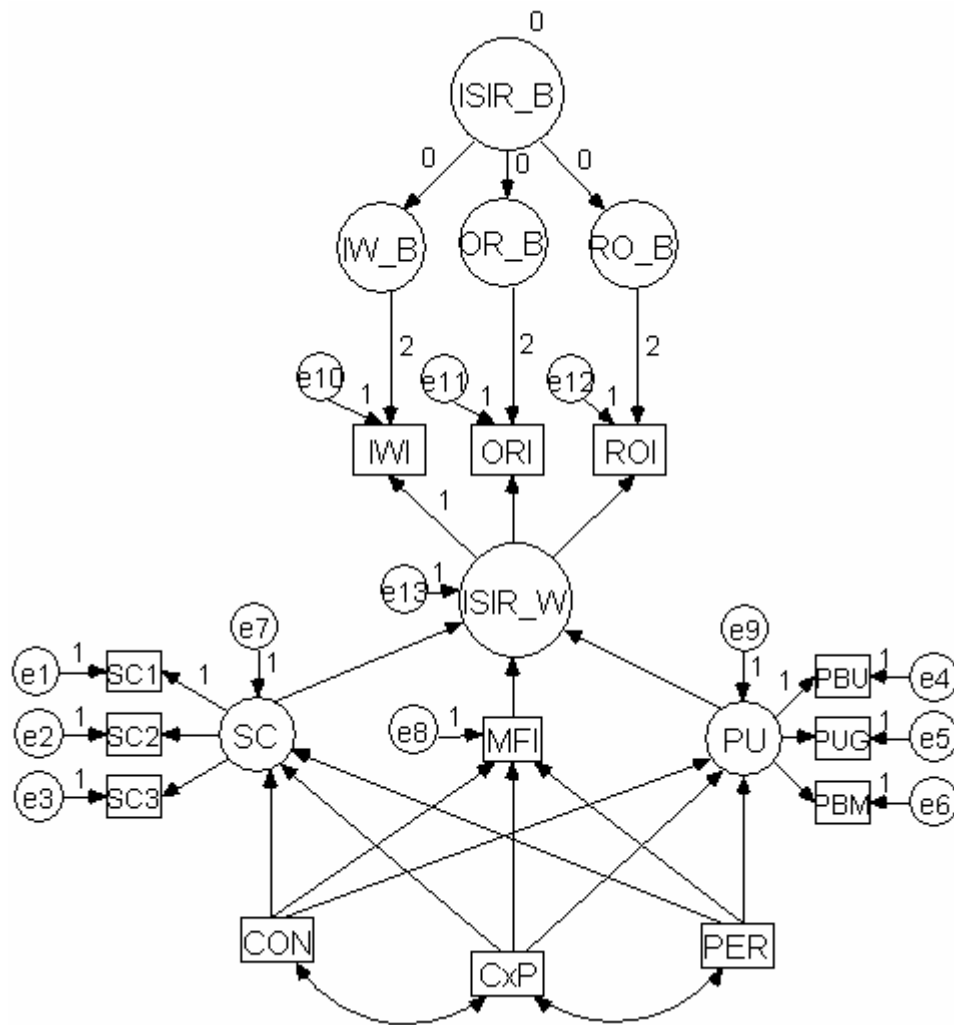 0
ISIR_B
0 0 0
IW_B OR_B RO_B
2 2 2
e10 1 e11 1 e12 1
IWI ORI ROI
1
e13 1 ISIR_W
e7 e9
e1 1 SC1 1 1 1 1 PBU 1 e4
e2 1 SC2 SC e8 1 MFI PU PUG 1 e5
e3 1 SC3 PBM 1 e6
CON CxP PER